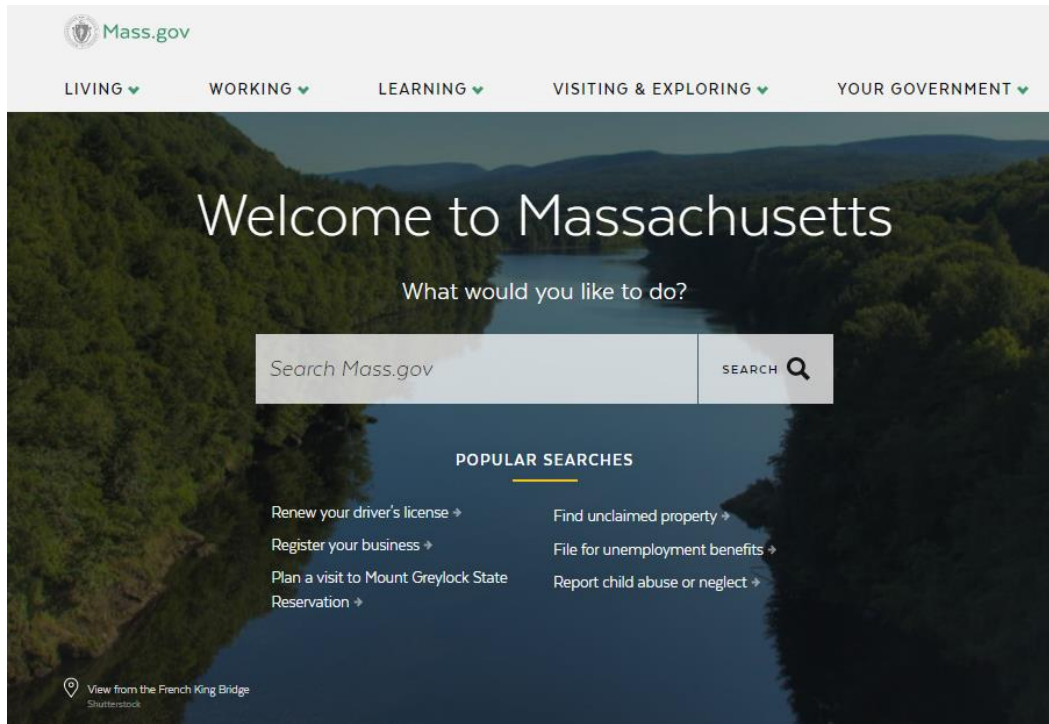 Mass.gov
LIVING
WORKING
LEARNING
VISITING & EXPLORING
YOUR GOVERNMENT
Welcome to Massachusetts
What would you like to do?
Search Mass.gov
SEARCH
POPULAR SEARCHES
Renew your driver's license
Register your business
Plan a visit to Mount Greylock State
Reservation
Find unclaimed property
File for unemployment benefits
Report child abuse or neglect
View from the French King Bridge
Shutterstock